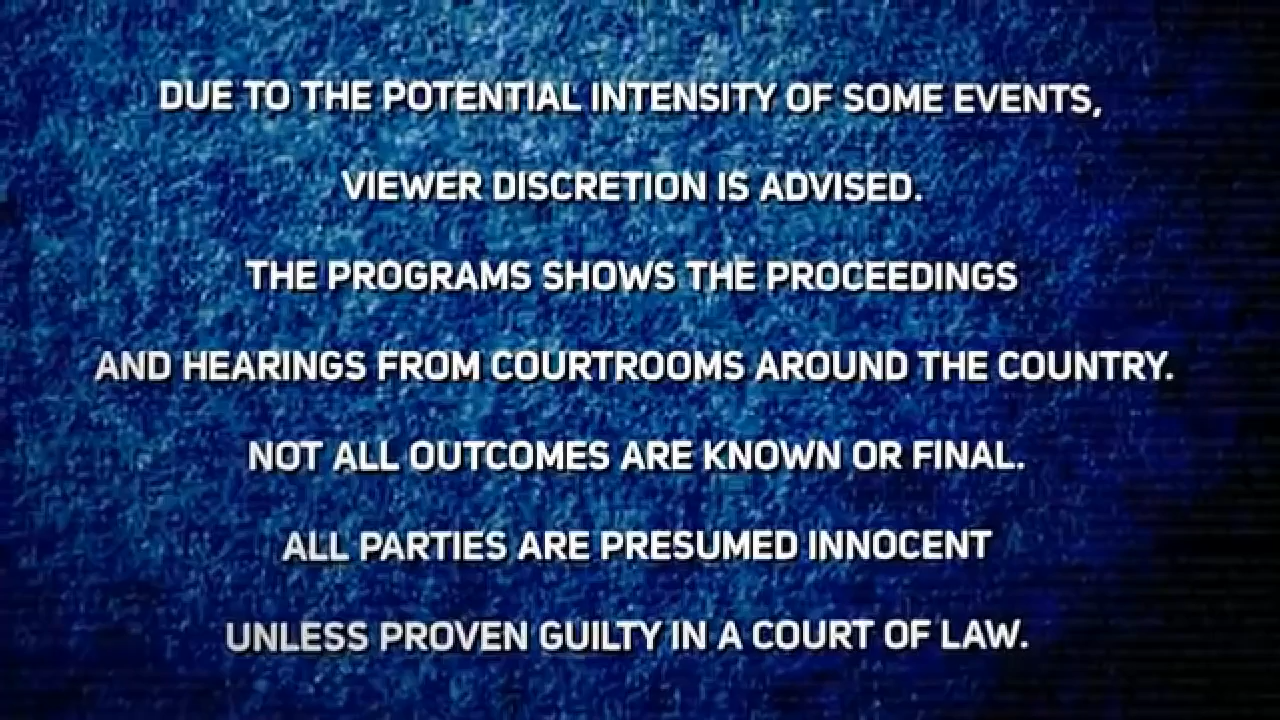 DUE TO THE POTENTIAL INTENSITY OF SOME EVENTS,
VIEWER DISCRETION IS ADVISED.
THE PROGRAMS SHOWS THE PROCEEDINGS
AND HEARINGS FROM COURTROOMS AROUND THE COUNTRY.
NOT ALL OUTCOMES ARE KNOWN OR FINAL.
ALL PARTIES ARE PRESUMED INNOCENT
UNLESS PROVEN GUILTY IN A COURT OF LAW.